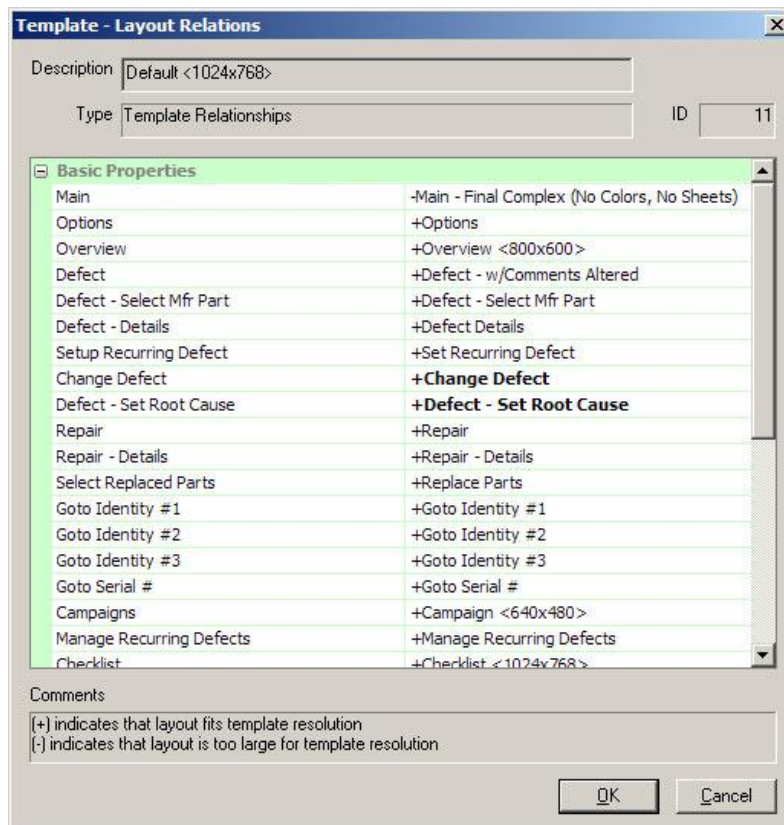 Template - Layout Relations
Description Default <1024x768>
Type Template Relationships ID 11
Basic Properties
Main -Main - Final Complex (No Colors, No Sheets)
Options +Options
Overview +Overview <800x600>
Defect +Defect - w/Comments Altered
Defect - Select Mfr Part +Defect - Select Mfr Part
Defect - Details +Defect Details
Setup Recurring Defect +Set Recurring Defect
Change Defect +Change Defect
Defect - Set Root Cause +Defect - Set Root Cause
Repair +Repair
Repair - Details +Repair - Details
Select Replaced Parts +Replace Parts
Goto Identity #1 +Goto Identity #1
Goto Identity #2 +Goto Identity #2
Goto Identity #3 +Goto Identity #3
Goto Serial # +Goto Serial #
Campaigns +Campaign <640x480>
Manage Recurring Defects +Manage Recurring Defects
Checklist +Checklist <1024x768>
Comments
(+) indicates that layout fits template resolution
(-) indicates that layout is too large for template resolution
OK Cancel